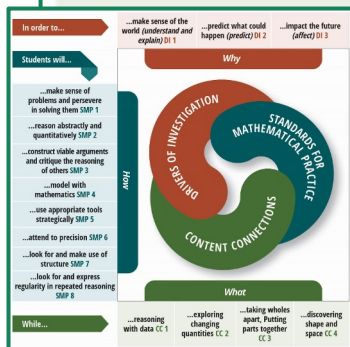 In order to...
...make sense of the
world (understand and
explain) DI 1
...predict what could
happen (predict) DI 2
...impact the future
(affect) DI 3
Students will...
Why
...make sense of
problems and persevere
in solving them SMP 1
...reason abstractly and
quantitatively SMP 2
...construct viable arguments
and critique the reasoning
of others SMP 3
...model with
mathematics SMP 4
...use appropriate tools
strategically SMP 5
...attend to precision SMP 6
...look for and make use of
structure SMP 7
...look for and express
regularity in repeated reasoning
SMP 8
How
DRIVERS OF INVESTIGATION
STANDARDS FOR
MATHEMATICAL PRACTICE
CONTENT CONNECTIONS
What
While...
...reasoning
with data CC 1
...exploring
changing
quantities CC 2
...taking wholes
apart, Putting
parts together
CC 3
...discovering
shape and
space CC 4